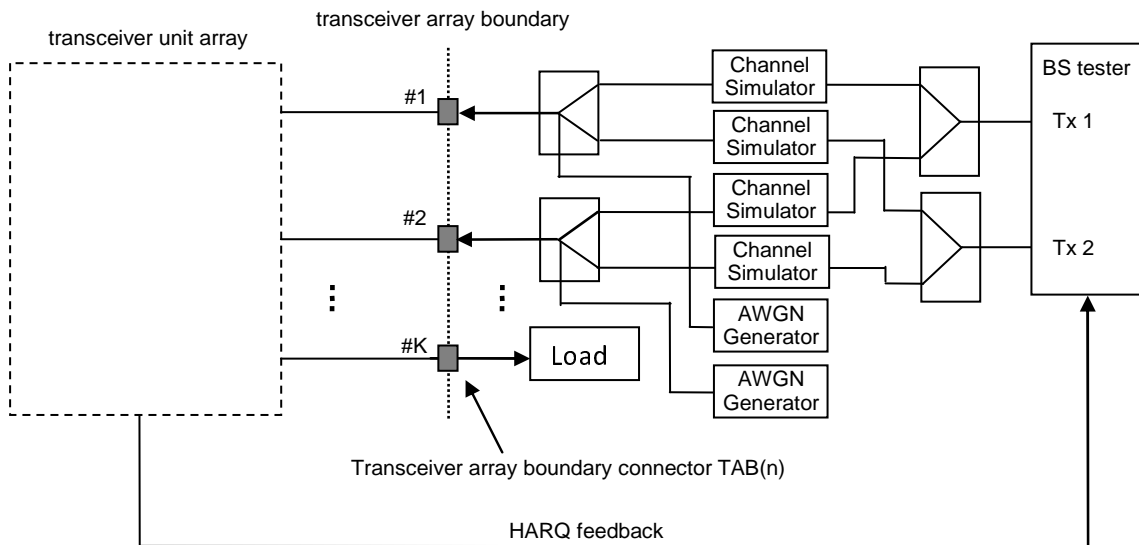 transceiver array boundary
transceiver unit array
Channel
Simulator
BS tester
#1
Tx 1
Channel
Simulator
Channel
Simulator
#2
Tx 2
Channel
Simulator
AWGN
Generator
#K
Load
AWGN
Generator
Transceiver array boundary connector TAB(n)
HARQ feedback